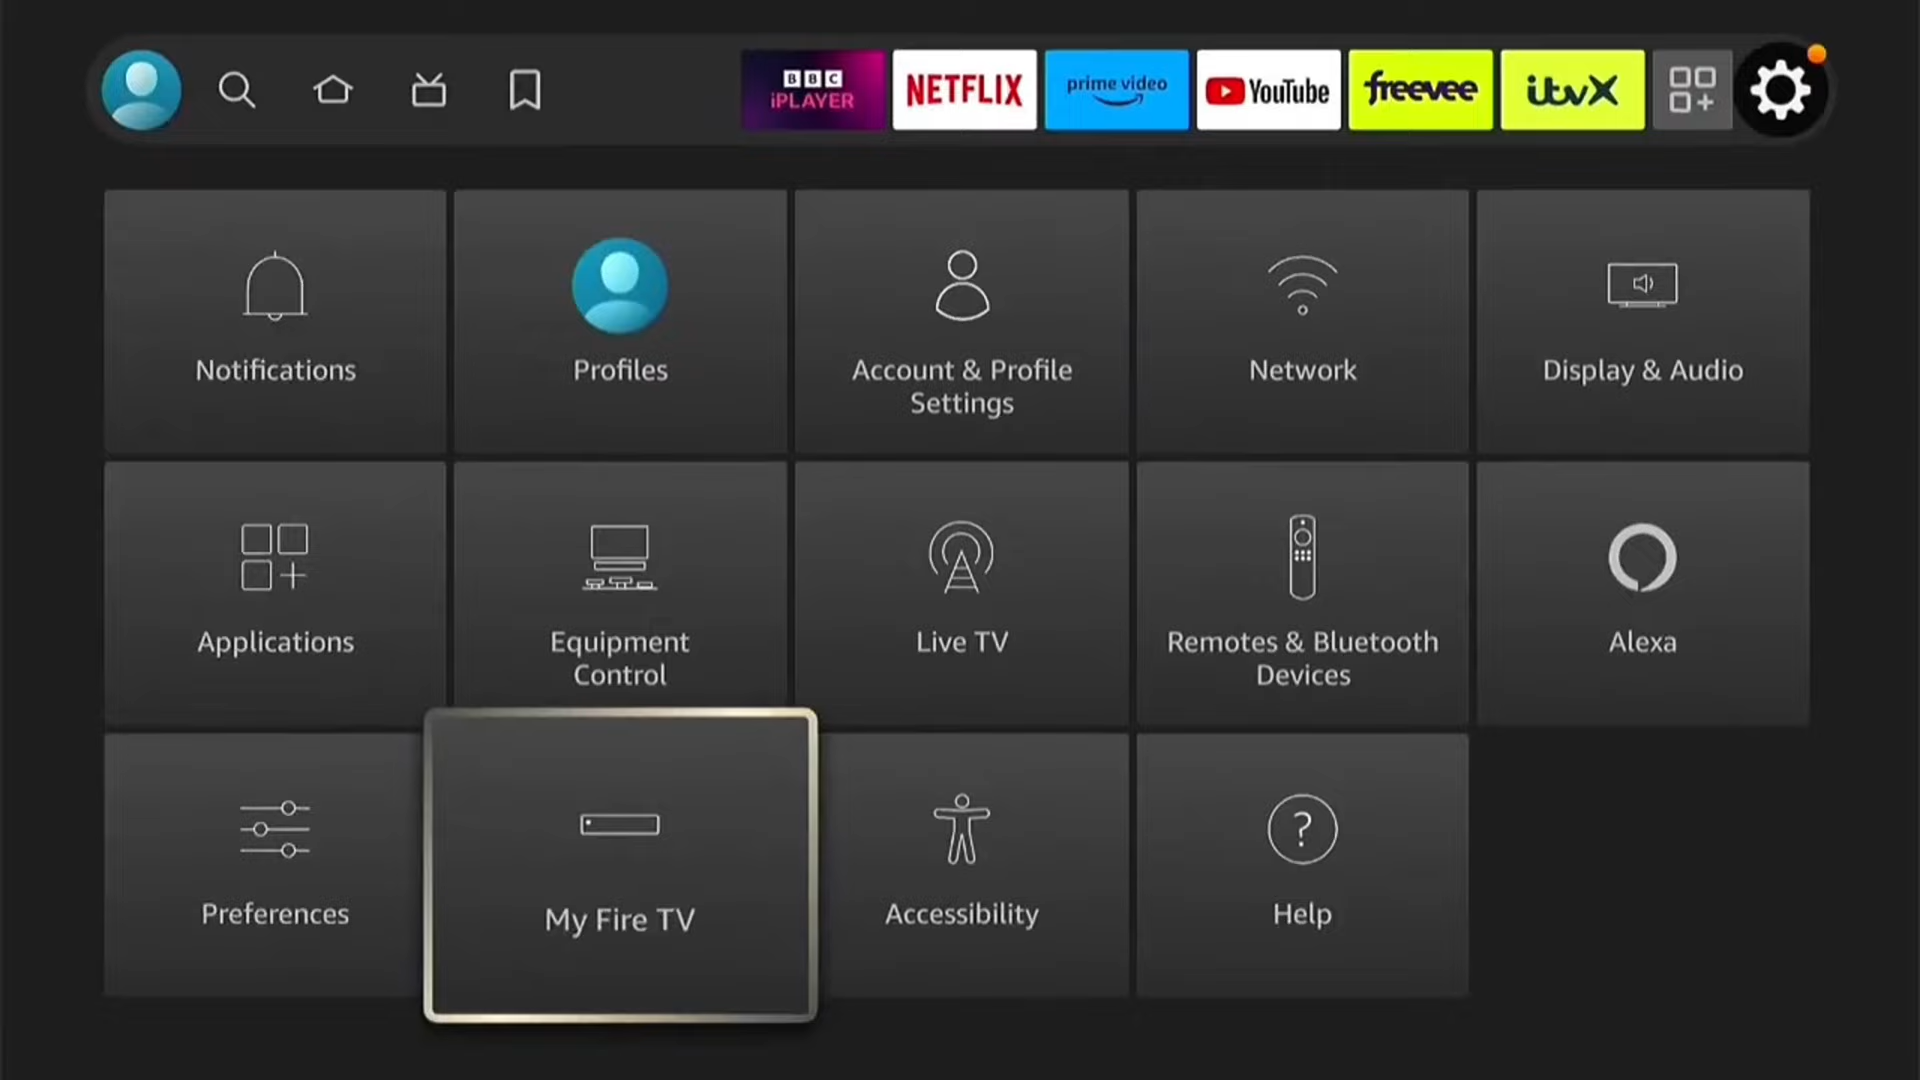 BBC
iPLAYER
NETFLIX
prime video
YouTube
freevee
itvX
Notifications
Profiles
Account & Profile
Settings
Network
Display & Audio
Applications
Equipment
Control
Live TV
Remotes & Bluetooth
Devices
Alexa
Preferences
My Fire TV
Accessibility
?
Help